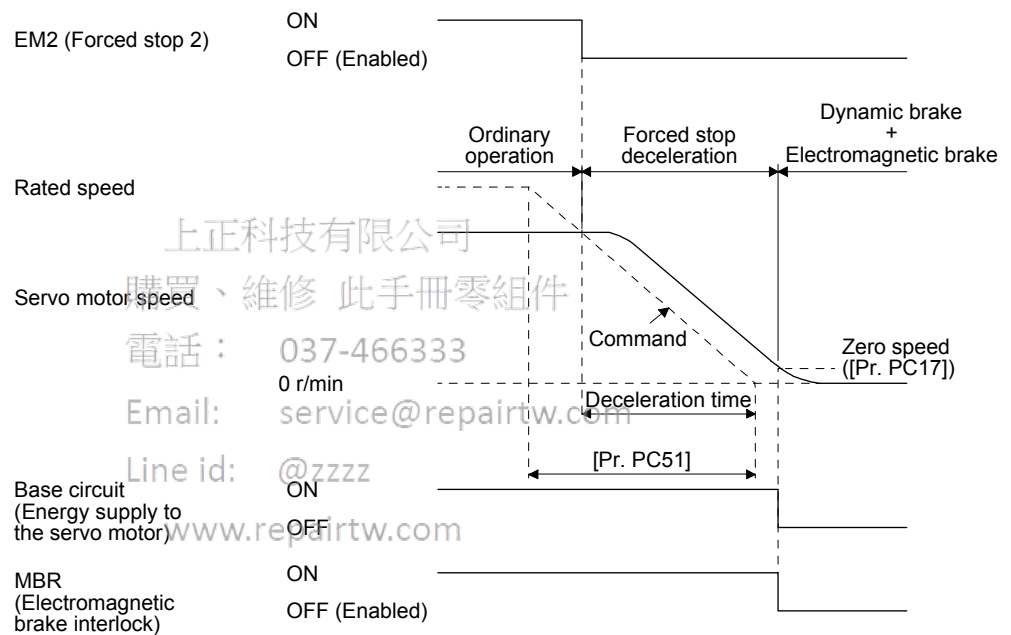 EM2 (Forced stop 2)
ON
OFF (Enabled)
Ordinary
operation
Forced stop
deceleration
Dynamic brake
+
Electromagnetic brake
Rated speed
上正科技有限公司
Servo motor speed
購買、維修 此手冊零組件
Command
電話： 037-466333
Zero speed
([Pr. PC17])
0 r/min
Deceleration time
Email: service@repairtw.com
[Pr. PC51]
Line id: @zzzz
Base circuit
(Energy supply to
the servo motor)
ON
OFF
www.repairtw.com
MBR
(Electromagnetic
brake interlock)
ON
OFF (Enabled)